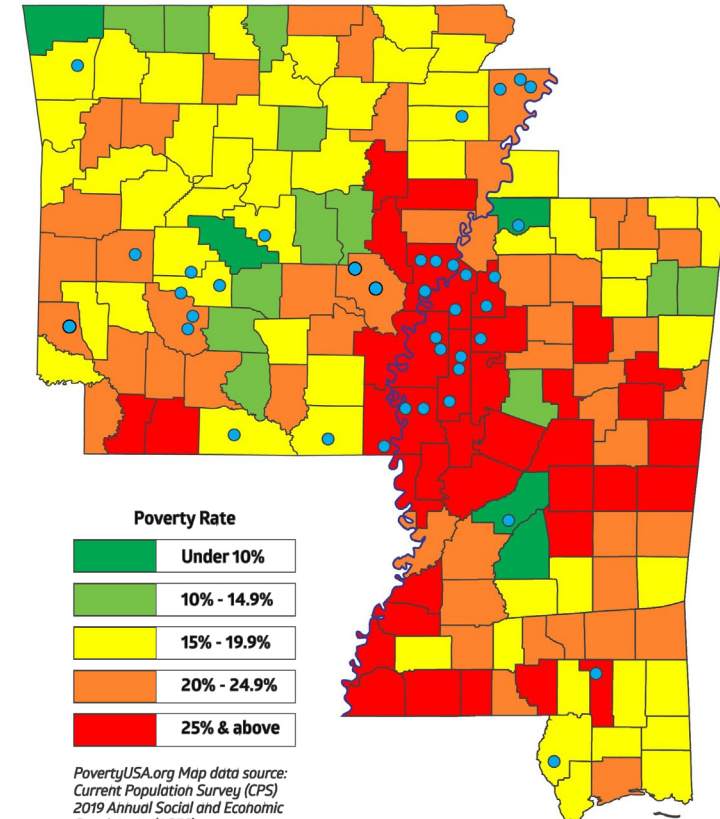 Poverty Rate
Under 10%
10% - 14.9%
15% - 19.9%
20% - 24.9%
25% & above
PovertyUSA.org Map data source:
Current Population Survey (CPS)
2019 Annual Social and Economic